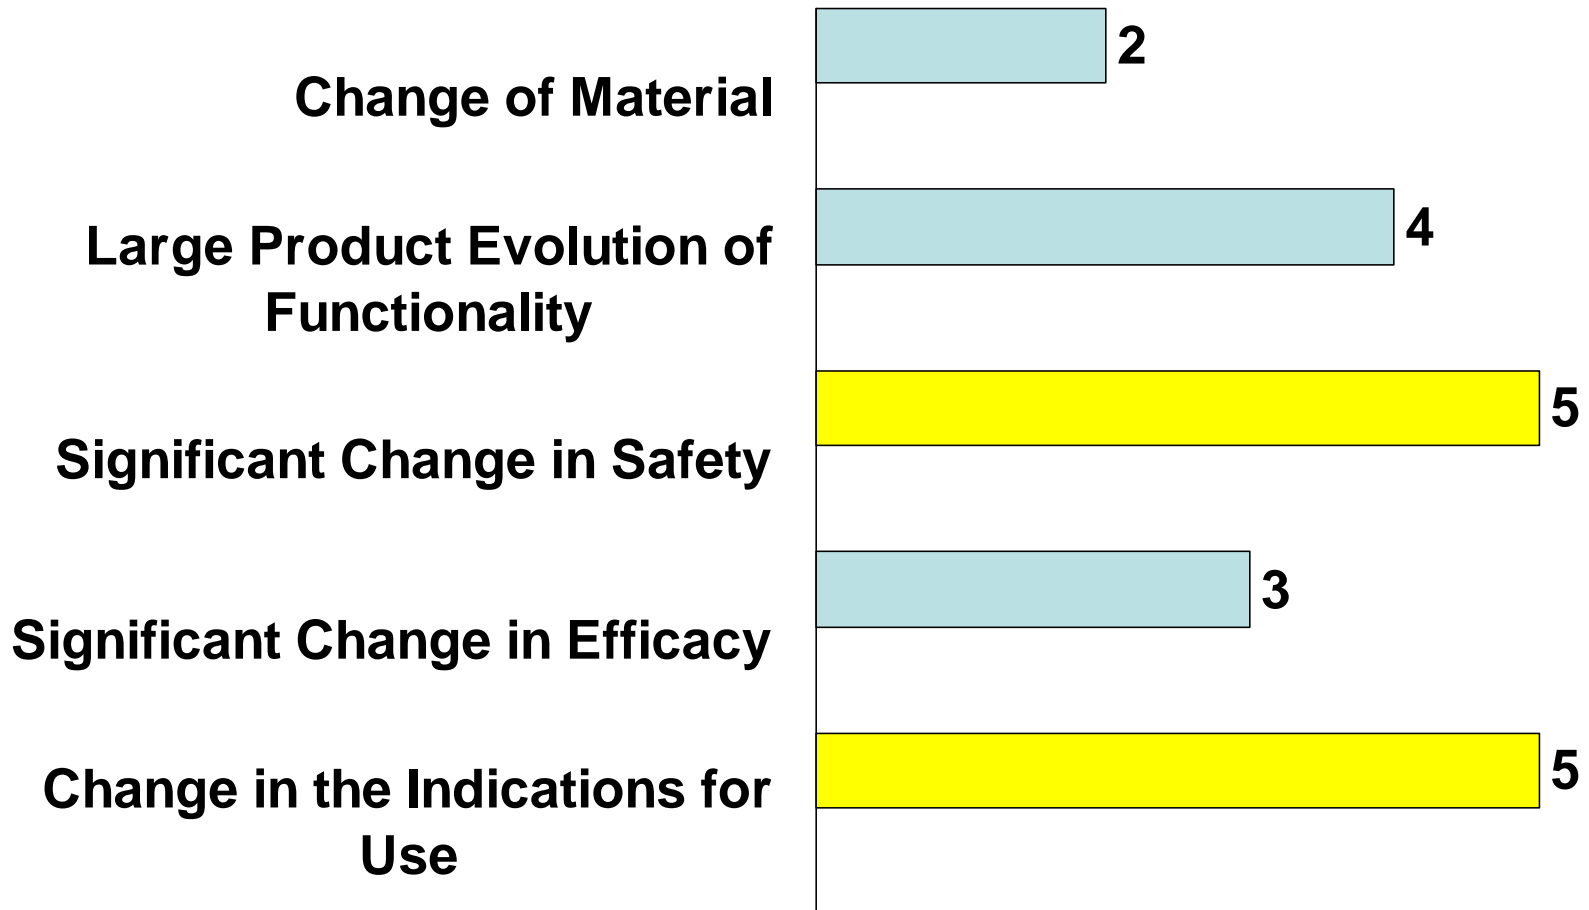 2
Change of Material
4
Large Product Evolution of
Functionality
5
Significant Change in Safety
3
Significant Change in Efficacy
5
Change in the Indications for
Use